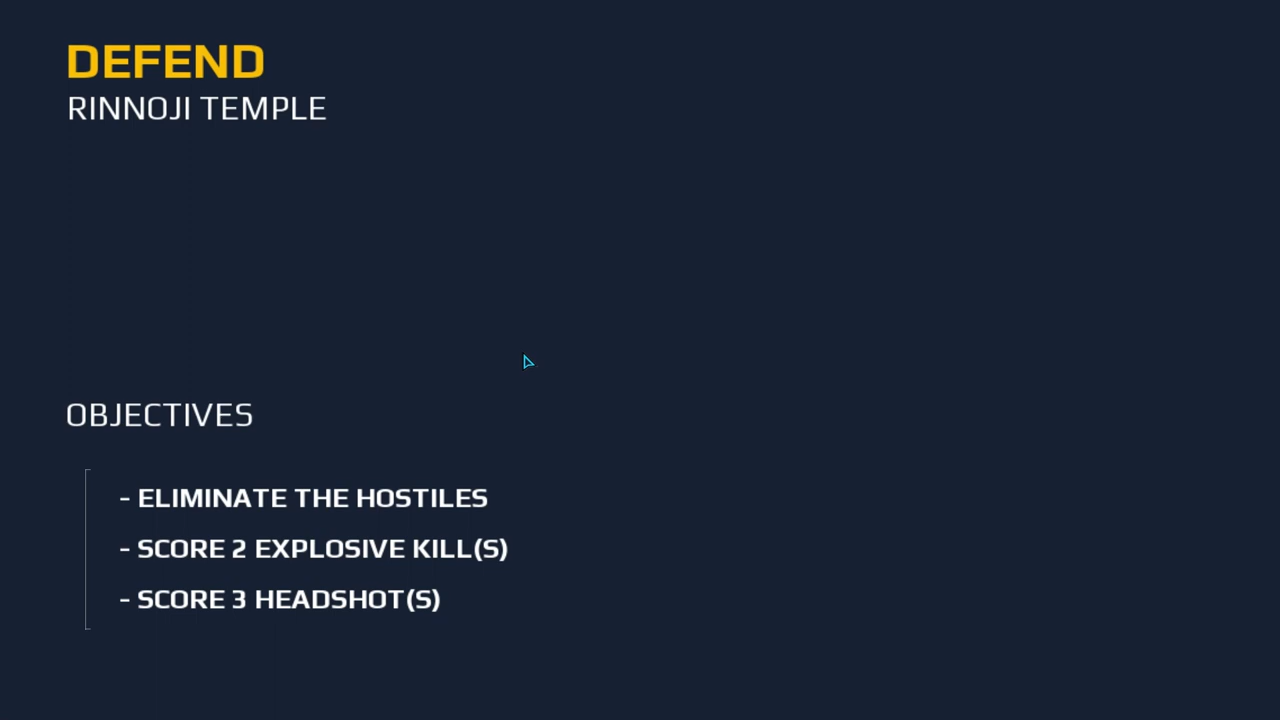 DEFEND
RINNOJI TEMPLE
OBJECTIVES
- ELIMINATE THE HOSTILES
- SCORE 2 EXPLOSIVE KILL(S)
- SCORE 3 HEADSHOT(S)